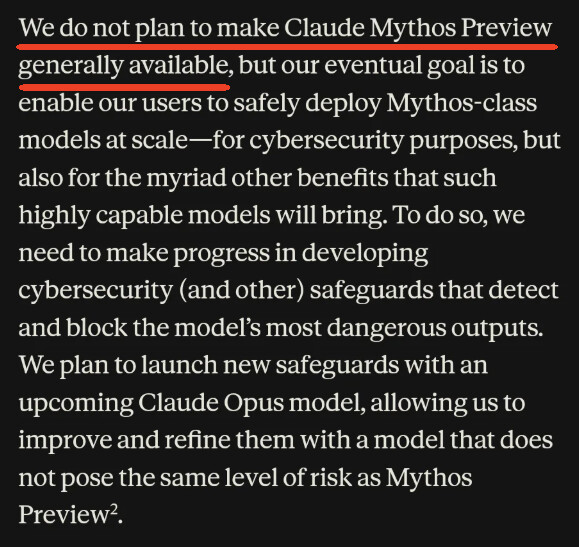 We do not plan to make Claude Mythos Preview
generally available, but our eventual goal is to
enable our users to safely deploy Mythos-class
models at scale—for cybersecurity purposes, but
also for the myriad other benefits that such
highly capable models will bring. To do so, we
need to make progress in developing
cybersecurity (and other) safeguards that detect
and block the model’s most dangerous outputs.
We plan to launch new safeguards with an
upcoming Claude Opus model, allowing us to
improve and refine them with a model that does
not pose the same level of risk as Mythos
Preview².